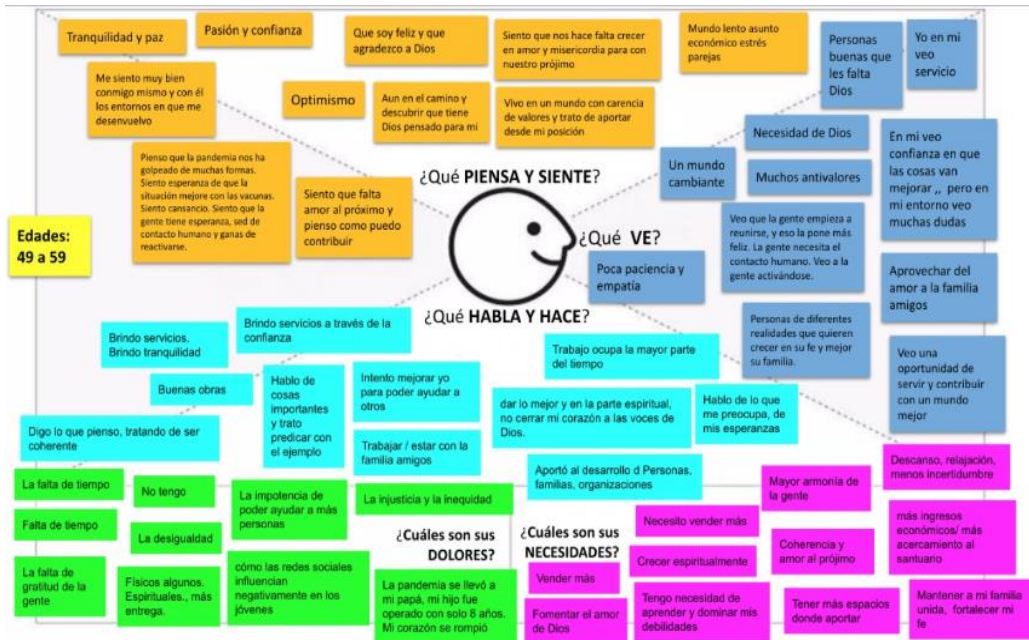 Tranquilidad y paz
Pasión y confianza
Que soy feliz y que
agradezco a Dios
Siento que nos hace falta crecer
en amor y misericordia para con
nuestro prójimo
Mundo lento asunto
económico estrés
parejas
Me siento muy bien
conmigo mismo y con él
los entornos en que me
desenvuelvo
Optimismo
Aun en el camino y
descubrir que tiene
Dios pensado para mi
Vivo en un mundo con carencia
de valores y trato de aportar
desde mi posición
Pienso que la pandemia nos ha
golpeado de muchas formas.
Siento esperanza de que la
situación mejore con las vacunas.
Siento cansancio. Siento que la
gente tiene esperanza, sed de
contacto humano y ganas de
reactivarse.
Siento que falta
amor al próximo y
pienso como puedo
contribuir
¿Qué PIENSA Y SIENTE?
Edades:
49 a 59
¿Qué VE?
Personas
buenas que
les falta
Dios
Yo en mi
veo
servicio
Necesidad de Dios
En mi veo
confianza en que
las cosas van
mejorar ,, pero en
mi entorno veo
muchas dudas
Un mundo
cambiante
Muchos antivalores
Veo que la gente empieza a
reunirse, y eso la pone más
feliz. La gente necesita el
contacto humano. Veo a la
gente activándose.
Poca paciencia y
empatía
Aprovechar del
amor a la familia
amigos
Personas de diferentes
realidades que quieren
crecer en su fe y mejor
su familia.
Veo una
oportunidad de
servir y contribuir
con un mundo
mejor
¿Qué HABLA Y HACE?
Brindo servicios.
Brindo tranquilidad
Brindo servicios a través de la
confianza
Trabajo ocupa la mayor parte
del tiempo
Buenas obras
Hablo de
cosas
importantes
y trato
predicar con
el ejemplo
Intento mejorar yo
para poder ayudar a
otros
dar lo mejor y en la parte espiritual,
no cerrar mi corazón a las voces de
Dios.
Hablo de lo que
me preocupa, de
mis esperanzas
Digo lo que pienso, tratando de ser
coherente
Trabajar / estar con la
familia amigos
Aportó al desarrollo d Personas,
familias, organizaciones
¿Cuáles son sus
DOLORES?
La falta de tiempo
No tengo
La impotencia de
poder ayudar a más
personas
La injusticia y la inequidad
Falta de tiempo
La desigualdad
La falta de
gratitud de la
gente
Físicos algunos.
Espirituales., más
entrega.
cómo las redes sociales
influencian
negativamente en los
jóvenes
La pandemia se llevó a
mi papá, mi hijo fue
operado con solo 8 años.
Mi corazón se rompió
¿Cuáles son sus
NECESIDADES?
Mayor armonía de
la gente
Descanso, relajación,
menos incertidumbre
Necesito vender más
Coherencia y
amor al prójimo
más ingresos
económicos/ más
acercamiento al
santuario
Crecer espiritualmente
Vender más
Fomentar el amor
de Dios
Tengo necesidad de
aprender y dominar mis
debilidades
Tener más espacios
donde aportar
Mantener a mi familia
unida, fortalecer mi
fe